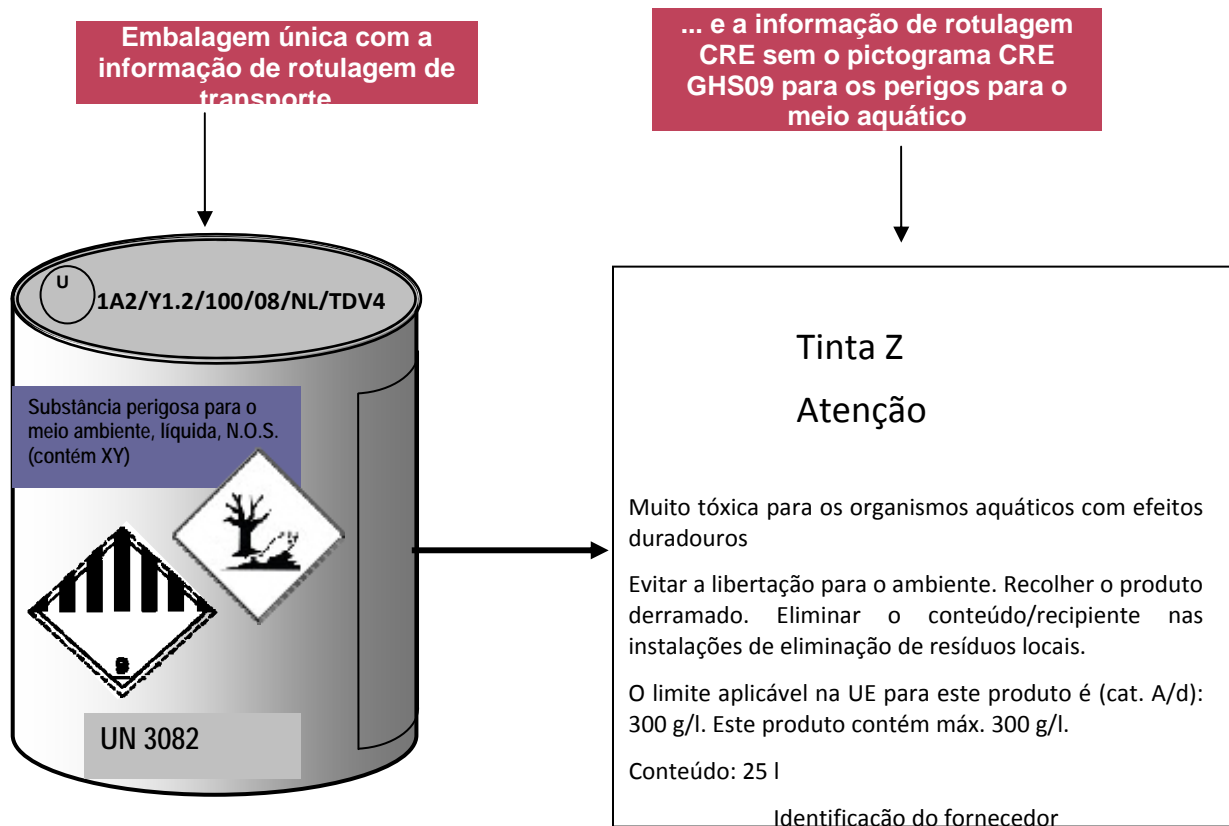 Embalagem única com a
informação de rotulagem de
transporte
... e a informação de rotulagem
CRE sem o pictograma CRE
GHS09 para os perigos para o
meio aquático
U
1A2/Y1.2/100/08/NL/TDV4
Substância perigosa para o
meio ambiente, líquida, N.O.S.
(contém XY)
9
UN 3082
Tinta Z
Atenção
Muito tóxica para os organismos aquáticos com efeitos
duradouros
Evitar a libertação para o ambiente. Recolher o produto
derramado. Eliminar o conteúdo/recipiente nas
instalações de eliminação de resíduos locais.
O limite aplicável na UE para este produto é (cat. A/d):
300 g/l. Este produto contém máx. 300 g/l.
Conteúdo: 25 l
Identificação do fornecedor